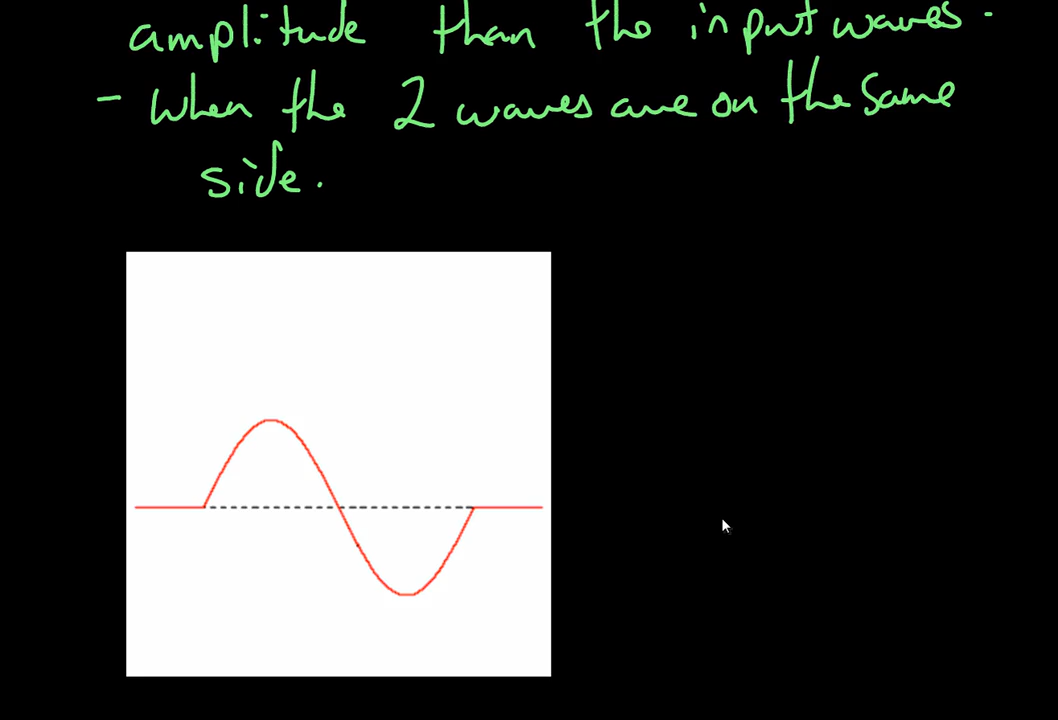 amplitude than the input waves.
- when the 2 waves are on the same
side.